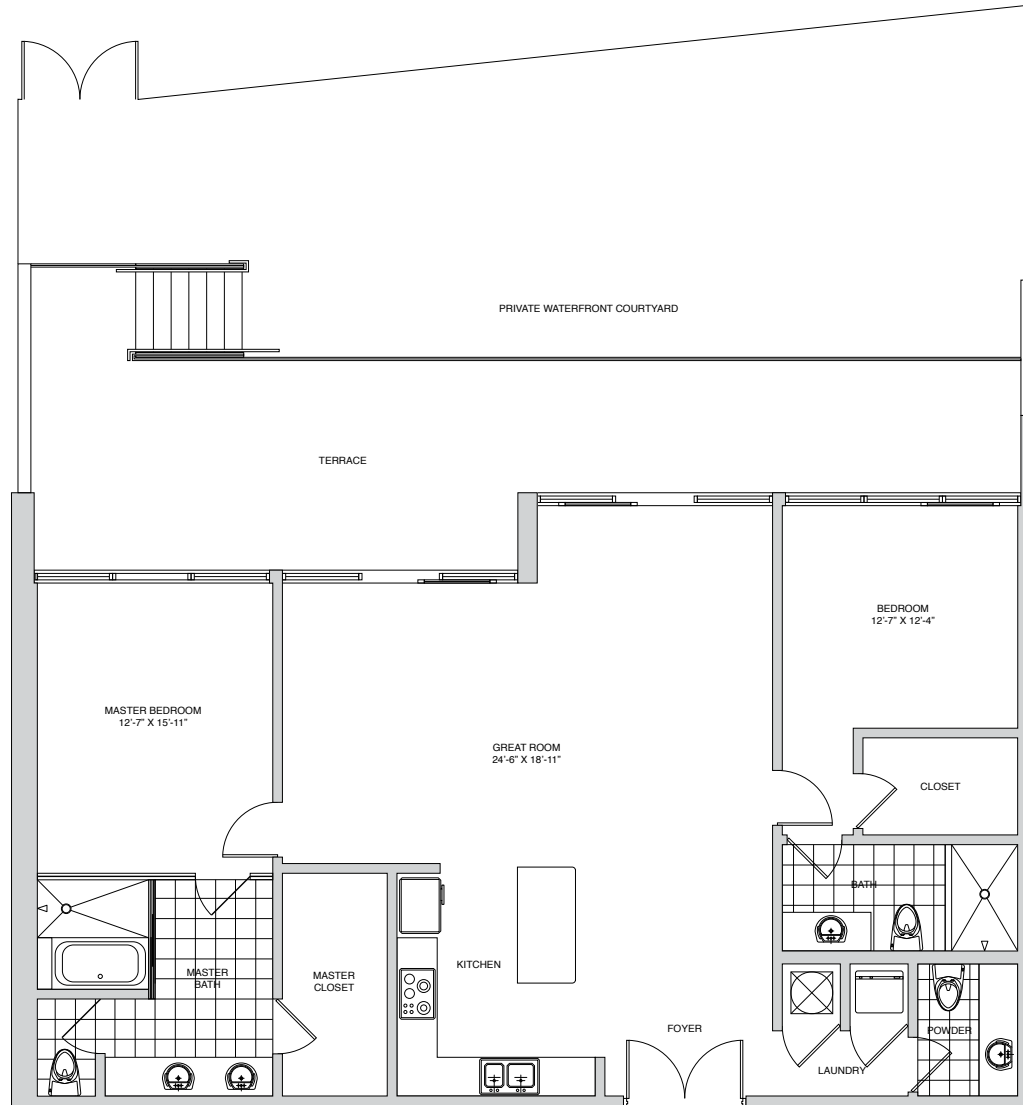 PRIVATE WATERFRONT COURTYARD
TERRACE
BEDROOM
12'-7" X 12'-4"
MASTER BEDROOM
12'-7" X 15'-11"
GREAT ROOM
24'-6" X 18'-11"
CLOSET
BATH
KITCHEN
MASTER
BATH
MASTER
CLOSET
FOYER
POWDER
LAUNDRY